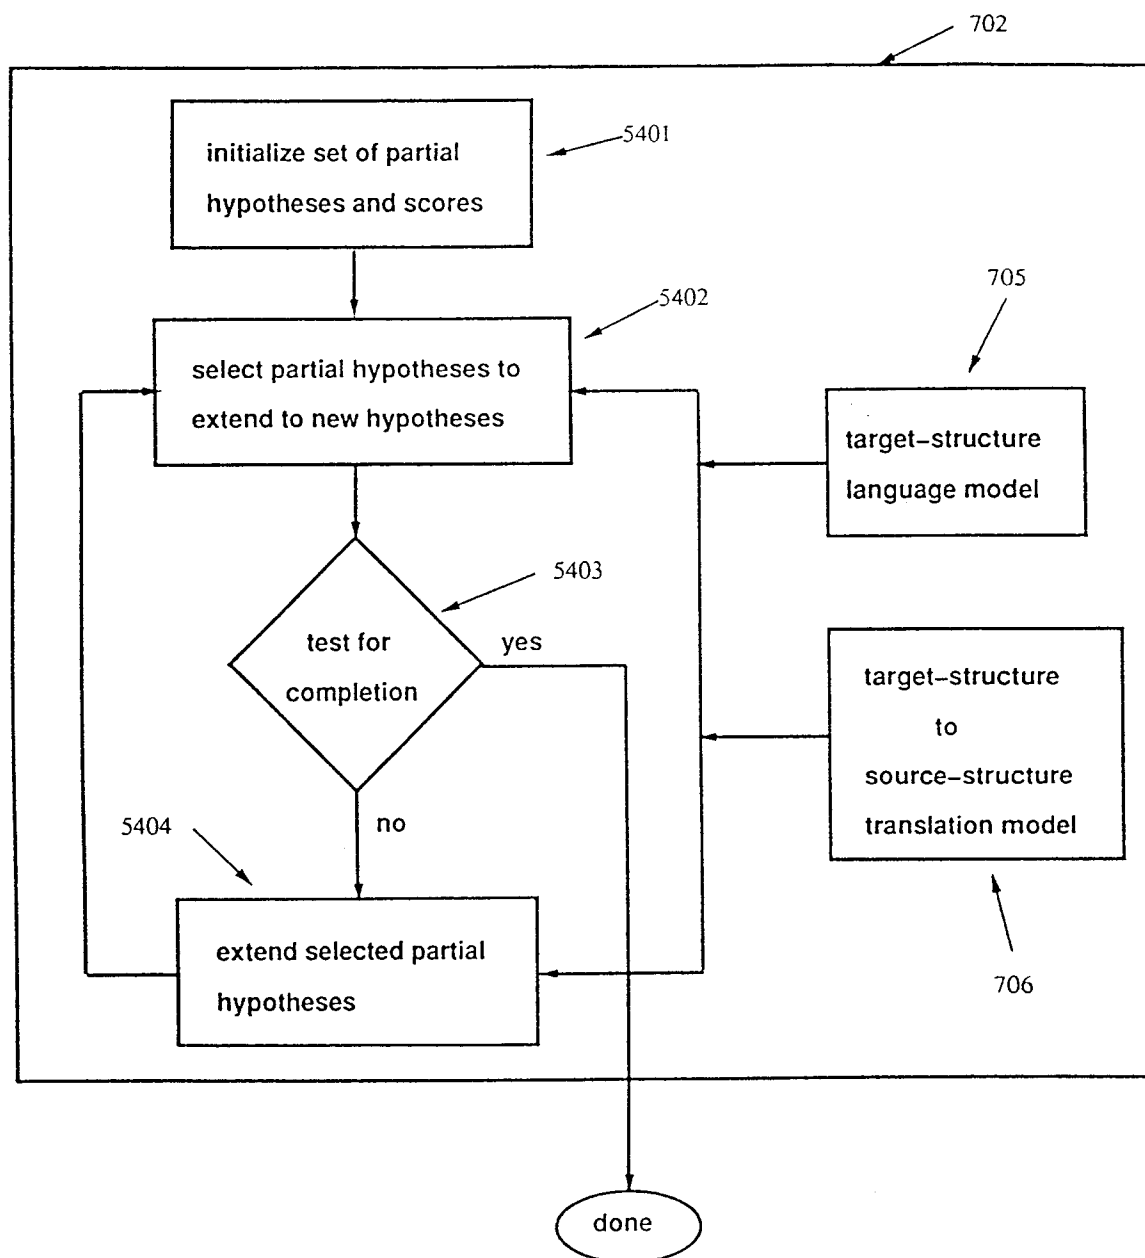 702
initialize set of partial
hypotheses and scores
5401
705
5402
select partial hypotheses to
extend to new hypotheses
target-structure
language model
5403
test for
completion
yes
target-structure
to
source-structure
translation model
no
5404
extend selected partial
hypotheses
706
done